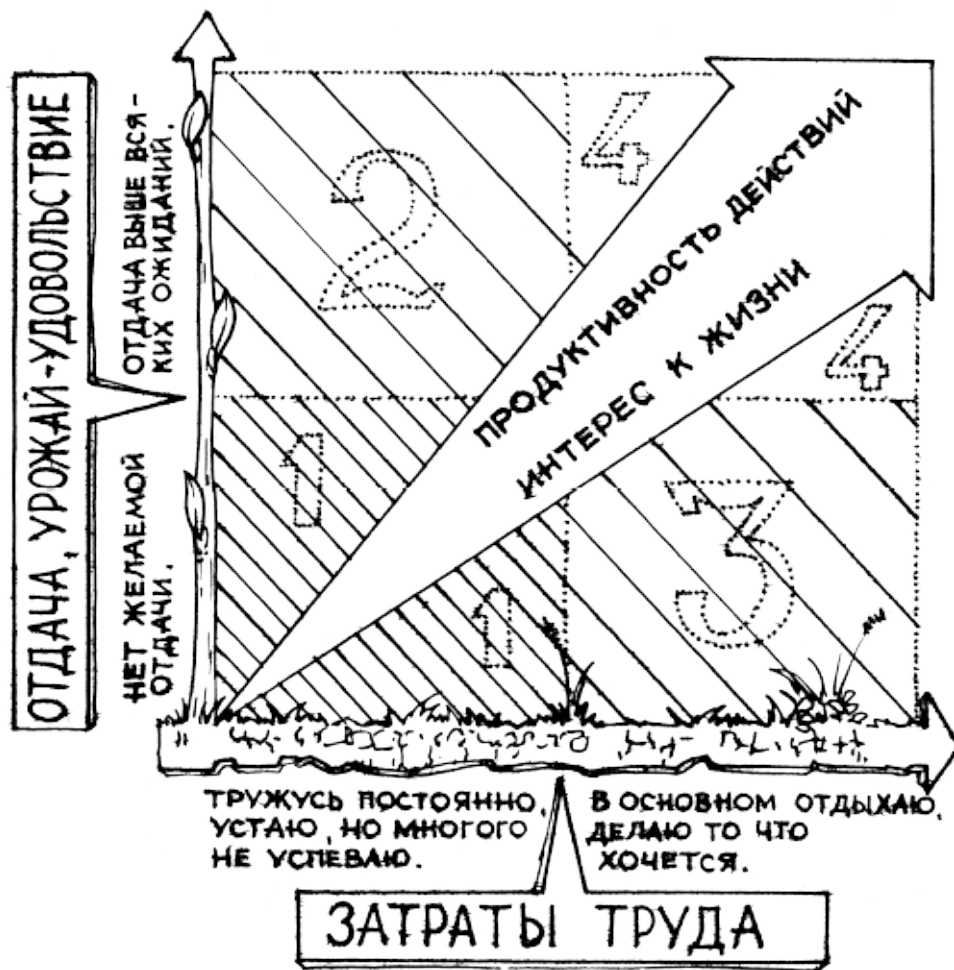 ОТДАЧА, УРОЖАЙ-УДОВОЛЬСТВИЕ
ОТДАЧА ВЫШЕ ВСЯ-
КИХ ОЖИДАНИЙ.
НЕТ ЖЕЛАЕМОЙ
ОТДАЧИ.
2
4
ПРОДУКТИВНОСТЬ ДЕЙСТВИЙ
ИНТЕРЕС К ЖИЗНИ
4
1
3
1
ТРУЖУСЬ ПОСТОЯННО,
УСТАЮ, НО МНОГОГО
НЕ УСПЕВАЮ.
В ОСНОВНОМ ОТДЫХАЮ,
ДЕЛАЮ ТО ЧТО
ХОЧЕТСЯ.
ЗАТРАТЫ ТРУДА